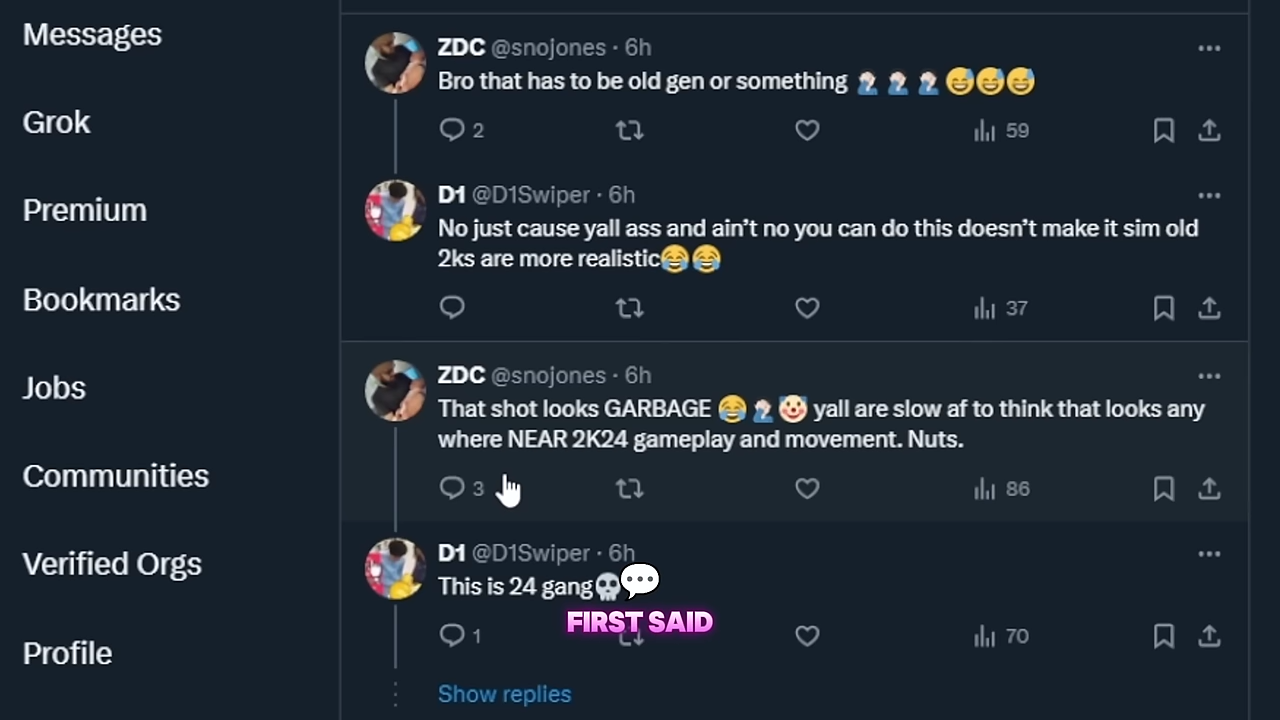 Messages
Grok
Premium
Bookmarks
Jobs
Communities
Verified Orgs
Profile
ZDC @snojones · 6h
Bro that has to be old gen or something 🤦🏻‍♂️🤦🏻‍♂️🤦🏻‍♂️😅😅😅
2 59
D1 @D1Swiper · 6h
No just cause yall ass and ain't no you can do this doesn't make it sim old
2ks are more realistic😂😂
37
ZDC @snojones · 6h
That shot looks GARBAGE 😂🤦🏻‍♂️🤡 yall are slow af to think that looks any
where NEAR 2K24 gameplay and movement. Nuts.
3 86
D1 @D1Swiper · 6h
This is 24 gang💀💬
FIRST SAID
1 70
Show replies